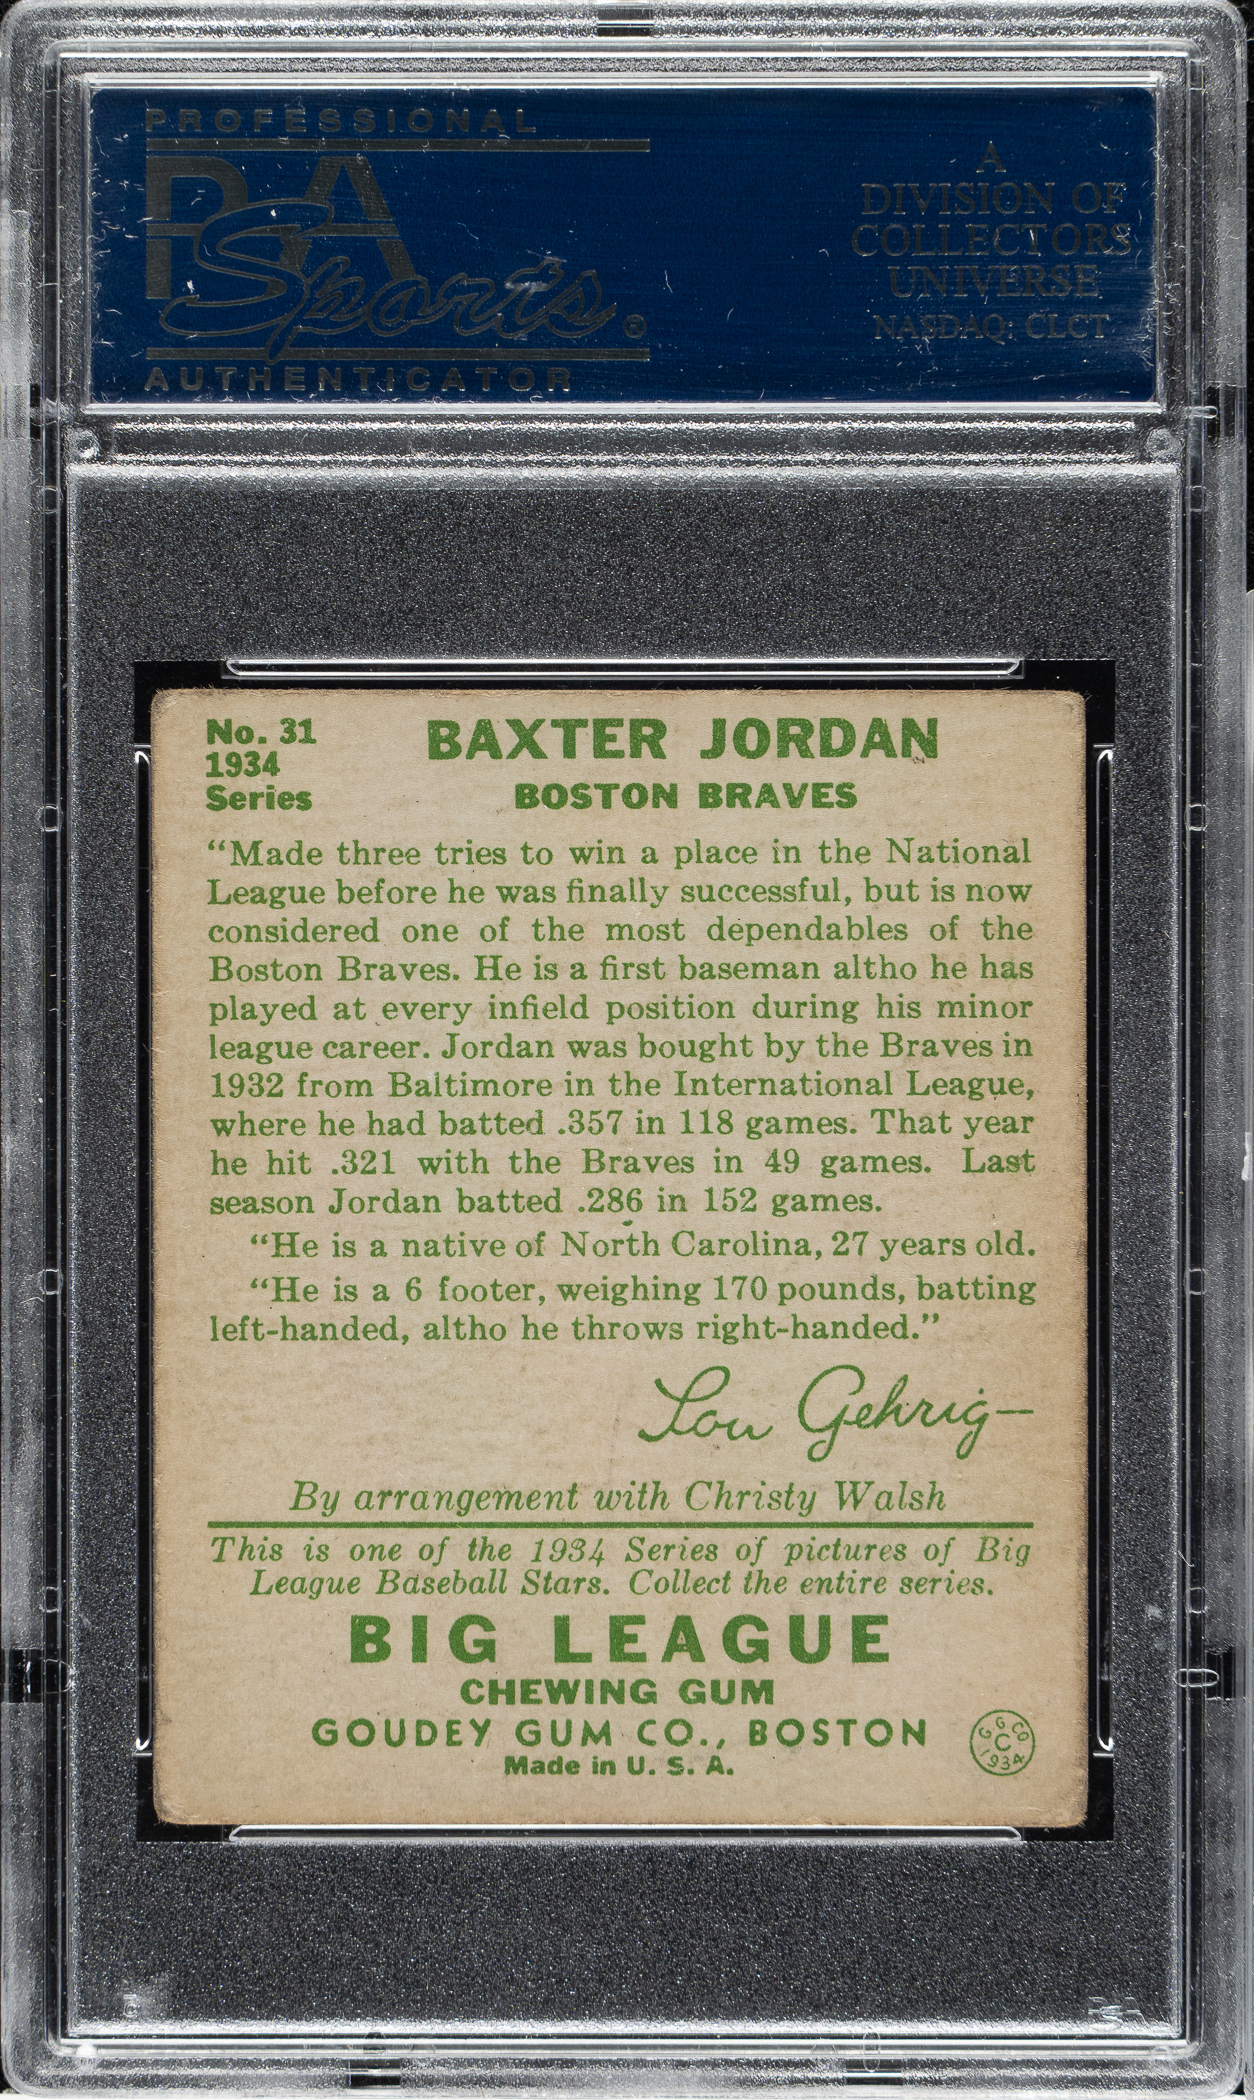 PROFESSIONAL
PSA
Sports®
AUTHENTICATOR
A
DIVISION OF
COLLECTORS
UNIVERSE
NASDAQ: CLCT
No. 31
1934
Series
BAXTER JORDAN
BOSTON BRAVES
“Made three tries to win a place in the National
League before he was finally successful, but is now
considered one of the most dependables of the
Boston Braves. He is a first baseman altho he has
played at every infield position during his minor
league career. Jordan was bought by the Braves in
1932 from Baltimore in the International League,
where he had batted .357 in 118 games. That year
he hit .321 with the Braves in 49 games. Last
season Jordan batted .286 in 152 games.
“He is a native of North Carolina, 27 years old.
“He is a 6 footer, weighing 170 pounds, batting
left-handed, altho he throws right-handed.”
Lou Gehrig
By arrangement with Christy Walsh
This is one of the 1934 Series of pictures of Big
League Baseball Stars. Collect the entire series.
BIG LEAGUE
CHEWING GUM
GOUDEY GUM CO., BOSTON
Made in U. S. A.
G. G. CO
C
1934
PSA